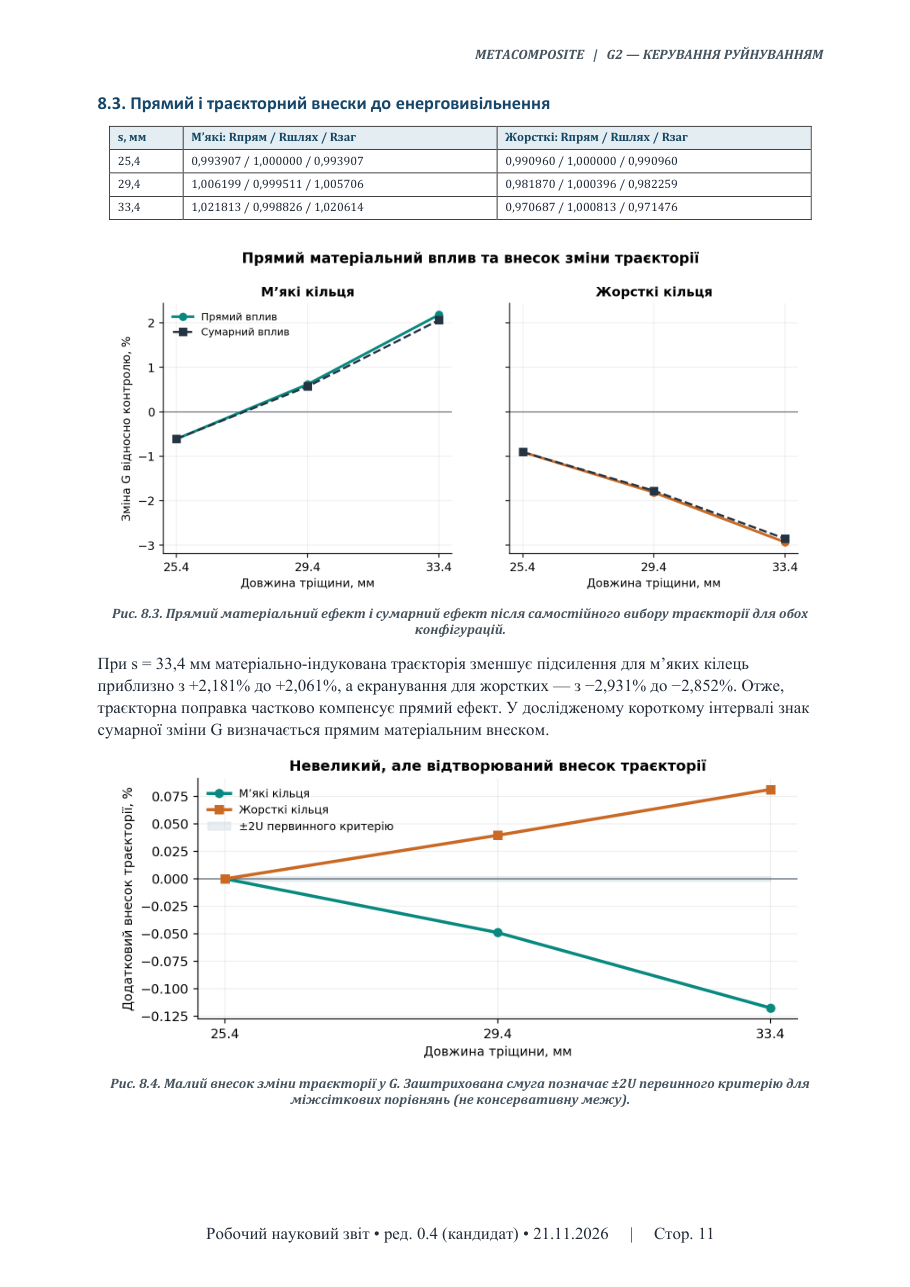 METACOMPOSITE | G2 — КЕРУВАННЯ РУЙНУВАННЯМ
8.3. Прямий і траєкторний внески до енерговивільнення
s, мм М’які: Rпрям / Rшлях / Rзаг Жорсткі: Rпрям / Rшлях / Rзаг
25,4 0,993907 / 1,000000 / 0,993907 0,990960 / 1,000000 / 0,990960
29,4 1,006199 / 0,999511 / 1,005706 0,981870 / 1,000396 / 0,982259
33,4 1,021813 / 0,998826 / 1,020614 0,970687 / 1,000813 / 0,971476
Прямий матеріальний вплив та внесок зміни траєкторії
М’які кільця
Прямий вплив
Сумарний вплив
Зміна G відносно контролю, %
2
1
0
−1
−2
−3
25.4 29.4 33.4
Довжина тріщини, мм
Жорсткі кільця
25.4 29.4 33.4
Довжина тріщини, мм
Рис. 8.3. Прямий матеріальний ефект і сумарний ефект після самостійного вибору траєкторії для обох
конфігурацій.
При s = 33,4 мм матеріально-індукована траєкторія зменшує підсилення для м’яких кілець
приблизно з +2,181% до +2,061%, а екранування для жорстких — з −2,931% до −2,852%. Отже,
траєкторна поправка частково компенсує прямий ефект. У дослідженому короткому інтервалі знак
сумарної зміни G визначається прямим матеріальним внеском.
Невеликий, але відтворюваний внесок траєкторії
М’які кільця
Жорсткі кільця
±2U первинного критерію
Додатковий внесок траєкторії, %
0.075
0.050
0.025
0.000
−0.025
−0.050
−0.075
−0.100
−0.125
25.4 29.4 33.4
Довжина тріщини, мм
Рис. 8.4. Малий внесок зміни траєкторії у G. Заштрихована смуга позначає ±2U первинного критерію для
міжсіткових порівнянь (не консервативну межу).
Робочий науковий звіт • ред. 0.4 (кандидат) • 21.11.2026 | Стор. 11